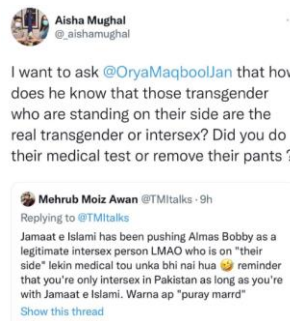 Aisha Mughal
@_aishamughal
I want to ask @OryaMaqboolJan that how
does he know that those transgender
who are standing on their side are the
real transgender or intersex? Did you do
their medical test or remove their pants ?
Mehrub Moiz Awan @TMItalks · 9h
Replying to @TMItalks
Jamaat e Islami has been pushing Almas Bobby as a
legitimate intersex person LMAO who is on "their
side" lekin medical tou unka bhi nai hua 🤣 reminder
that you're only intersex in Pakistan as long as you're
with Jamaat e Islami. Warna ap "puray marrd"
Show this thread